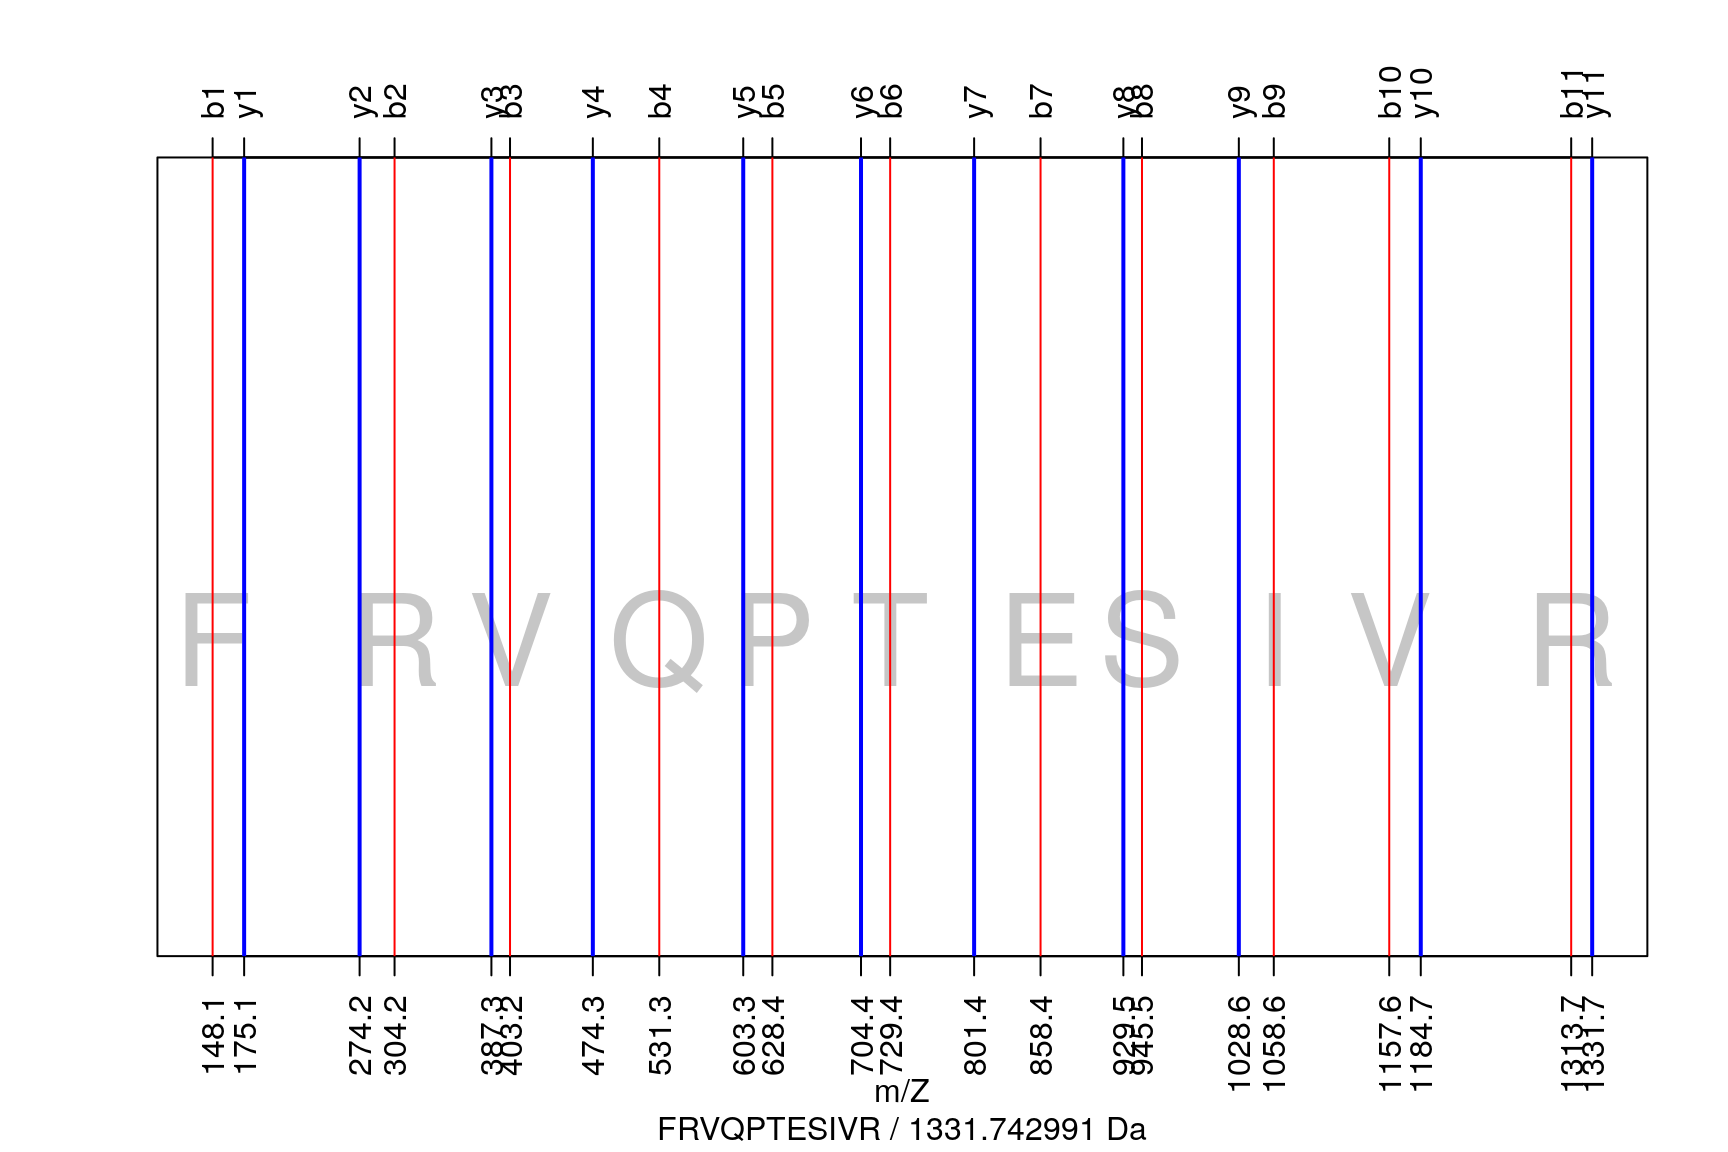 b1 y1 y2 b2 y3 b3 y4 b4 y5 b5 y6 b6 y7 b7 y8 b8 y9 b9 b10 y10 b11 y11
F R V Q P T E S I V R
148.1 175.1 274.2 304.2 387.3 403.2 474.3 531.3 603.3 628.4 704.4 729.4 801.4 858.4 929.5 945.5 1028.6 1058.6 1157.6 1184.7 1313.7 1331.7
m/Z
FRVQPTESIVR / 1331.742991 Da